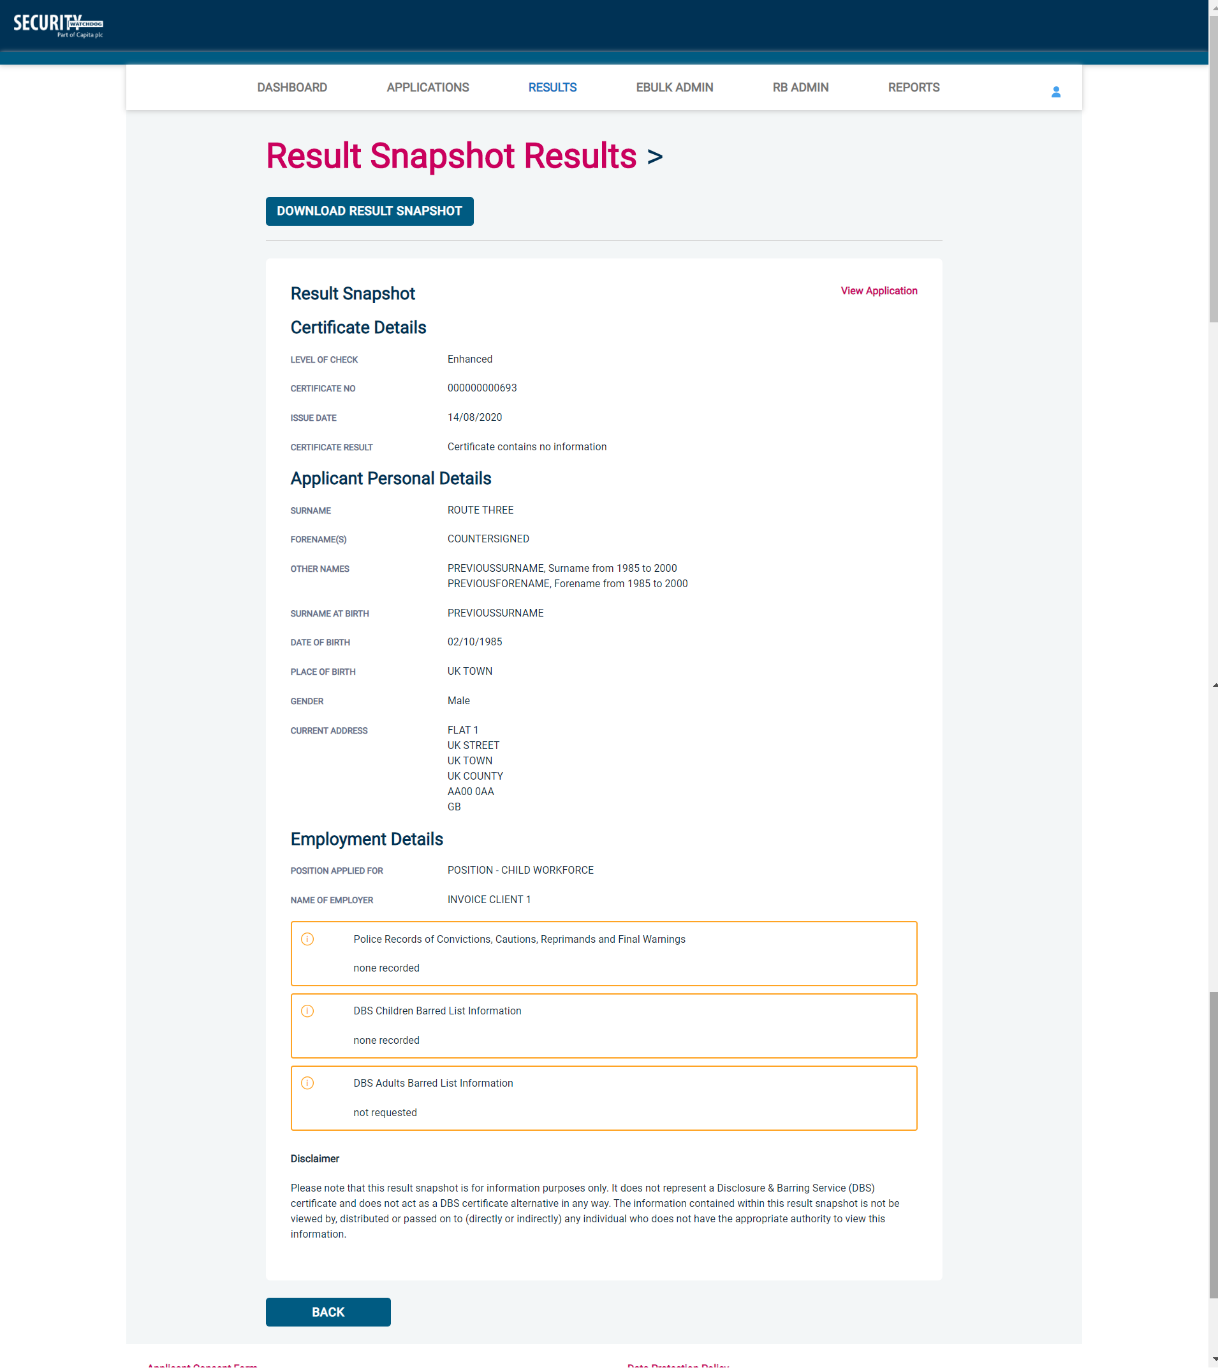 SECURITY WATCHDOG
Part of Capita plc
DASHBOARD
APPLICATIONS
RESULTS
EBULK ADMIN
RB ADMIN
REPORTS
Result Snapshot Results >
DOWNLOAD RESULT SNAPSHOT
Result Snapshot
View Application
Certificate Details
LEVEL OF CHECK Enhanced
CERTIFICATE NO 000000000693
ISSUE DATE 14/08/2020
CERTIFICATE RESULT Certificate contains no information
Applicant Personal Details
SURNAME ROUTE THREE
FORENAME(S) COUNTERSIGNED
OTHER NAMES PREVIOUSSURNAME, Surname from 1985 to 2000
PREVIOUSFORENAME, Forename from 1985 to 2000
SURNAME AT BIRTH PREVIOUSSURNAME
DATE OF BIRTH 02/10/1985
PLACE OF BIRTH UK TOWN
GENDER Male
CURRENT ADDRESS FLAT 1
UK STREET
UK TOWN
UK COUNTY
AA00 0AA
GB
Employment Details
POSITION APPLIED FOR POSITION - CHILD WORKFORCE
NAME OF EMPLOYER INVOICE CLIENT 1
Police Records of Convictions, Cautions, Reprimands and Final Warnings
none recorded
DBS Children Barred List Information
none recorded
DBS Adults Barred List Information
not requested
Disclaimer
Please note that this result snapshot is for information purposes only. It does not represent a Disclosure & Barring Service (DBS)
certificate and does not act as a DBS certificate alternative in any way. The information contained within this result snapshot is not be
viewed by, distributed or passed on to (directly or indirectly) any individual who does not have the appropriate authority to view this
information.
BACK
Applicant Consent Form
Data Protection Policy